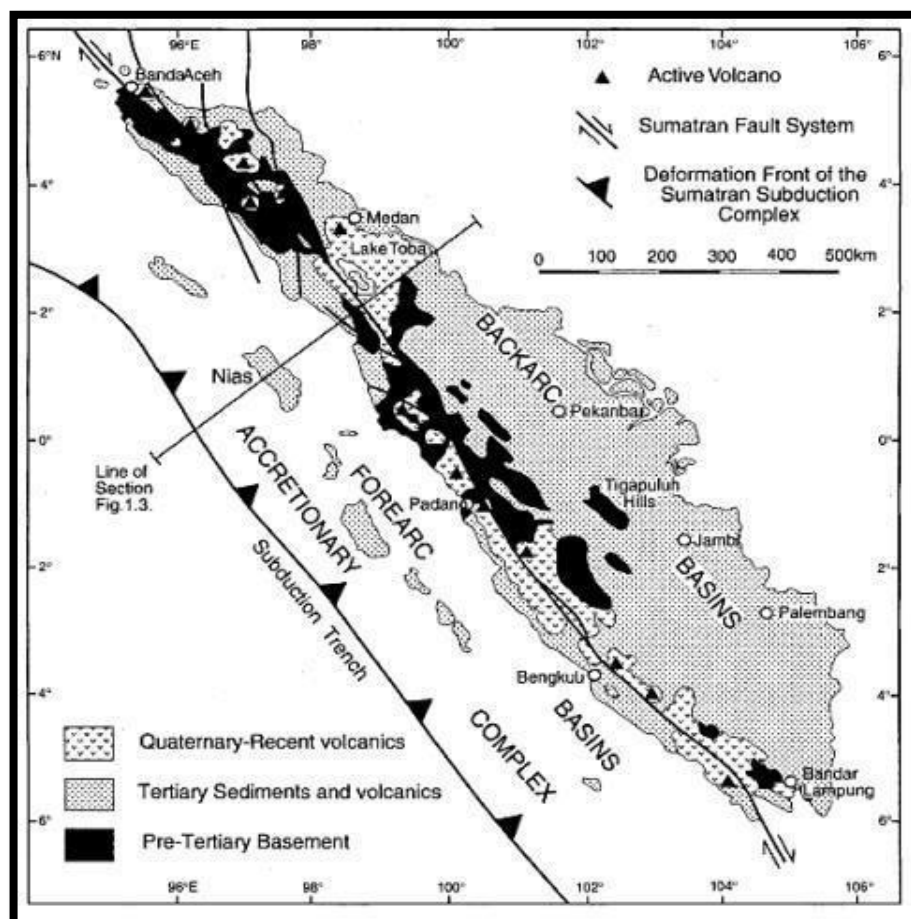 96°E 98° 100° 102° 104° 106°
6°N
6°
BandaAceh
Active Volcano
Sumatran Fault System
Deformation Front of the
Sumatran Subduction
Complex
4°
4°
Medan
Lake Toba
0 100 200 300 400 500km
2°
2°
BACKARC
Nias
Pekanbar
0°
0°
ACCRETIONARY
FOREARC
Line of
Section
Fig.1.3.
Tigapuluh
Hills
Padang
Jambi
2°
2°
Subduction Trench
BASINS
Palembang
Bengkulu
4°
4°
BASINS
COMPLEX
Quaternary-Recent volcanics
Tertiary Sediments and volcanics
Bandar
Lampung
6°
6°
Pre-Tertiary Basement
96°E 98° 100° 102° 104° 106°